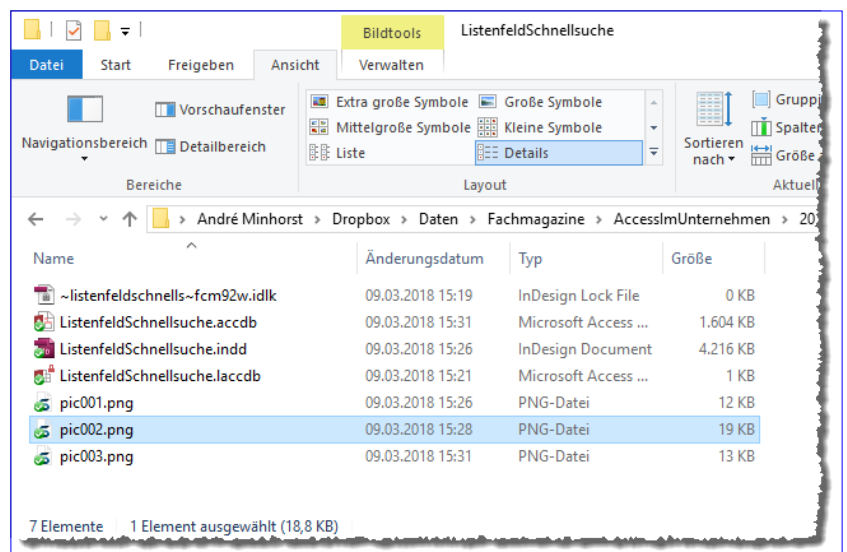 Bildtools ListenfeldSchnellsuche
Datei Start Freigeben Ansicht Verwalten
Navigationsbereich
Vorschaufenster
Detailbereich
Bereiche
Extra große Symbole Große Symbole
Mittelgroße Symbole Kleine Symbole
Liste Details
Layout
Sortieren
nach
Gruppi
Spalten
Größe
Aktuell
André Minhorst > Dropbox > Daten > Fachmagazine > AccessImUnternehmen > 20
Name Änderungsdatum Typ Größe
~listenfeldschnells~fcm92w.idlk 09.03.2018 15:19 InDesign Lock File 0 KB
ListenfeldSchnellsuche.accdb 09.03.2018 15:31 Microsoft Access ... 1.604 KB
ListenfeldSchnellsuche.indd 09.03.2018 15:26 InDesign Document 4.216 KB
ListenfeldSchnellsuche.laccdb 09.03.2018 15:21 Microsoft Access ... 1 KB
pic001.png 09.03.2018 15:26 PNG-Datei 12 KB
pic002.png 09.03.2018 15:28 PNG-Datei 19 KB
pic003.png 09.03.2018 15:31 PNG-Datei 13 KB
7 Elemente 1 Element ausgewählt (18,8 KB)